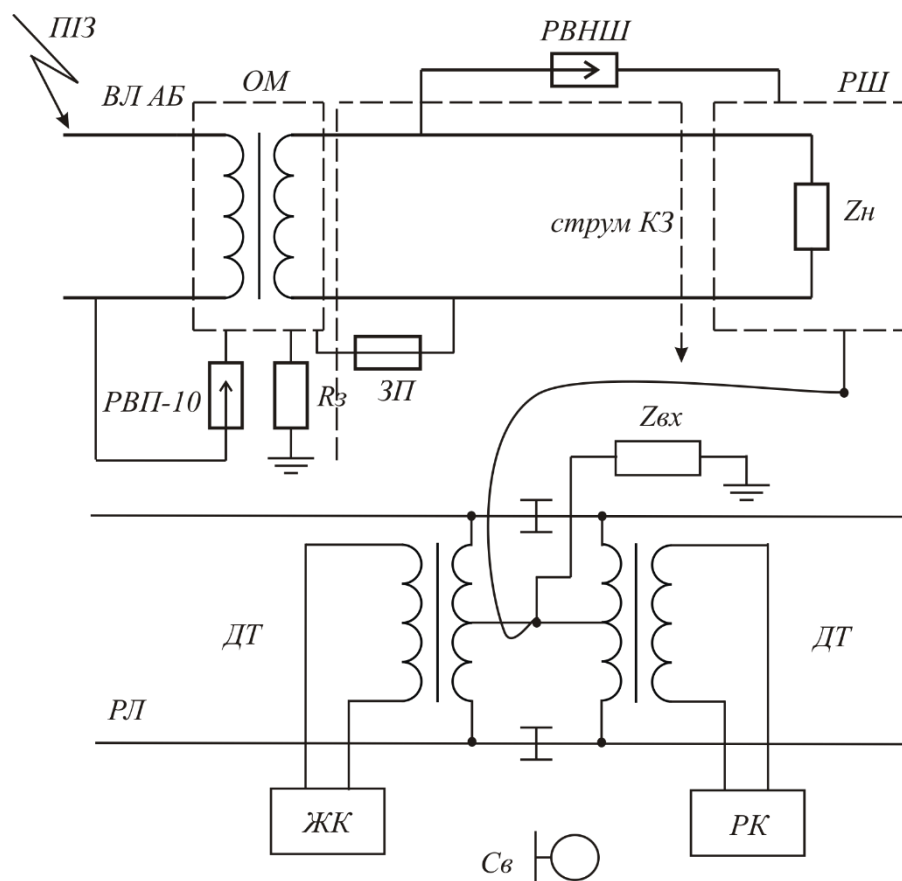 ПІЗ
РВНШ
ВЛ АБ
ОМ
РШ
струм КЗ
Zн
РВП-10
Rз
ЗП
Zвх
ДТ
ДТ
РЛ
ЖК
РК
Св